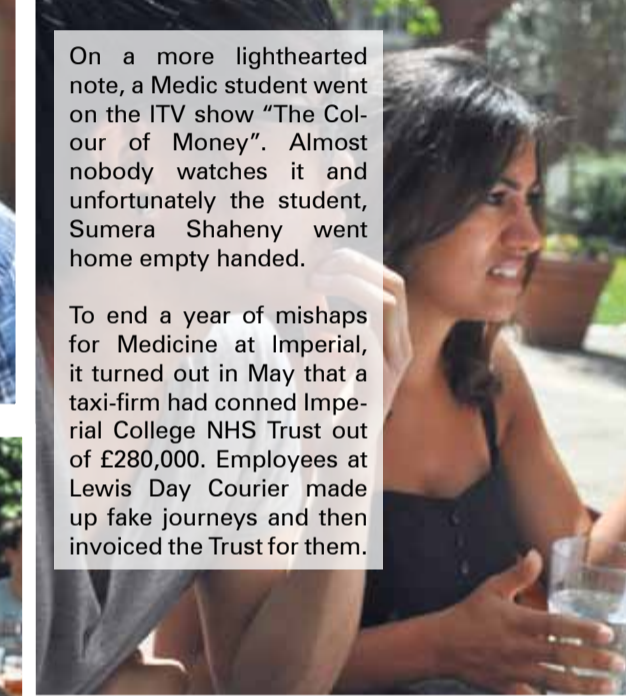 On a more lighthearted
note, a Medic student went
on the ITV show “The Col-
our of Money”. Almost
nobody watches it and
unfortunately the student,
Sumera Shaheny went
home empty handed.
To end a year of mishaps
for Medicine at Imperial,
it turned out in May that a
taxi-firm had conned Impe-
rial College NHS Trust out
of £280,000. Employees at
Lewis Day Courier made
up fake journeys and then
invoiced the Trust for them.